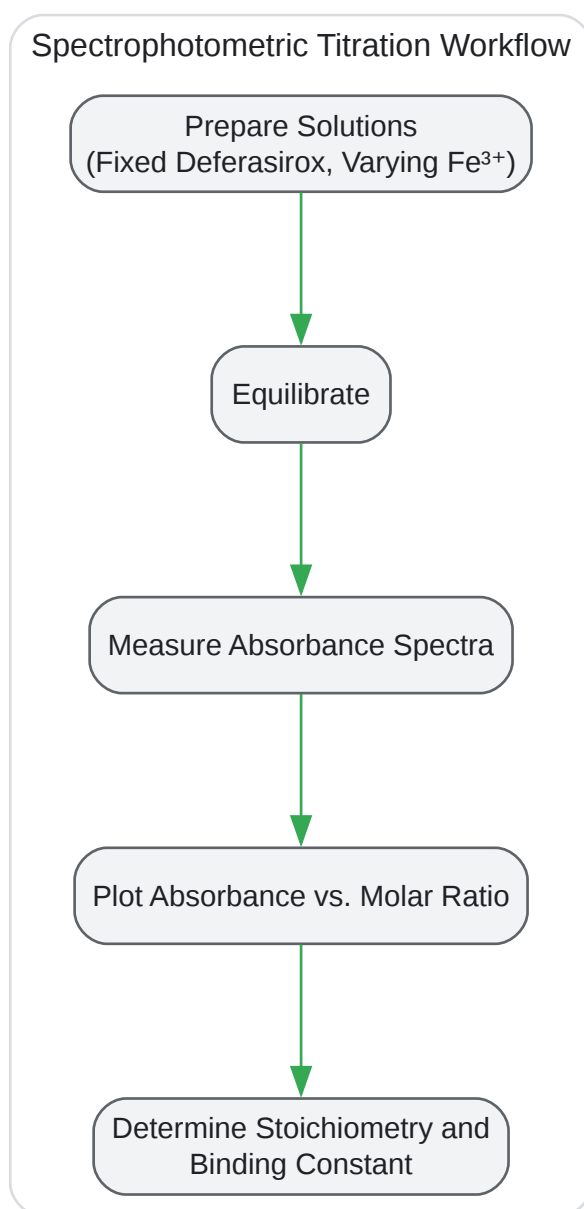 Spectrophotometric Titration Workflow
Prepare Solutions
(Fixed Deferasirox, Varying Fe³⁺)
Equilibrate
Measure Absorbance Spectra
Plot Absorbance vs. Molar Ratio
Determine Stoichiometry and
Binding Constant